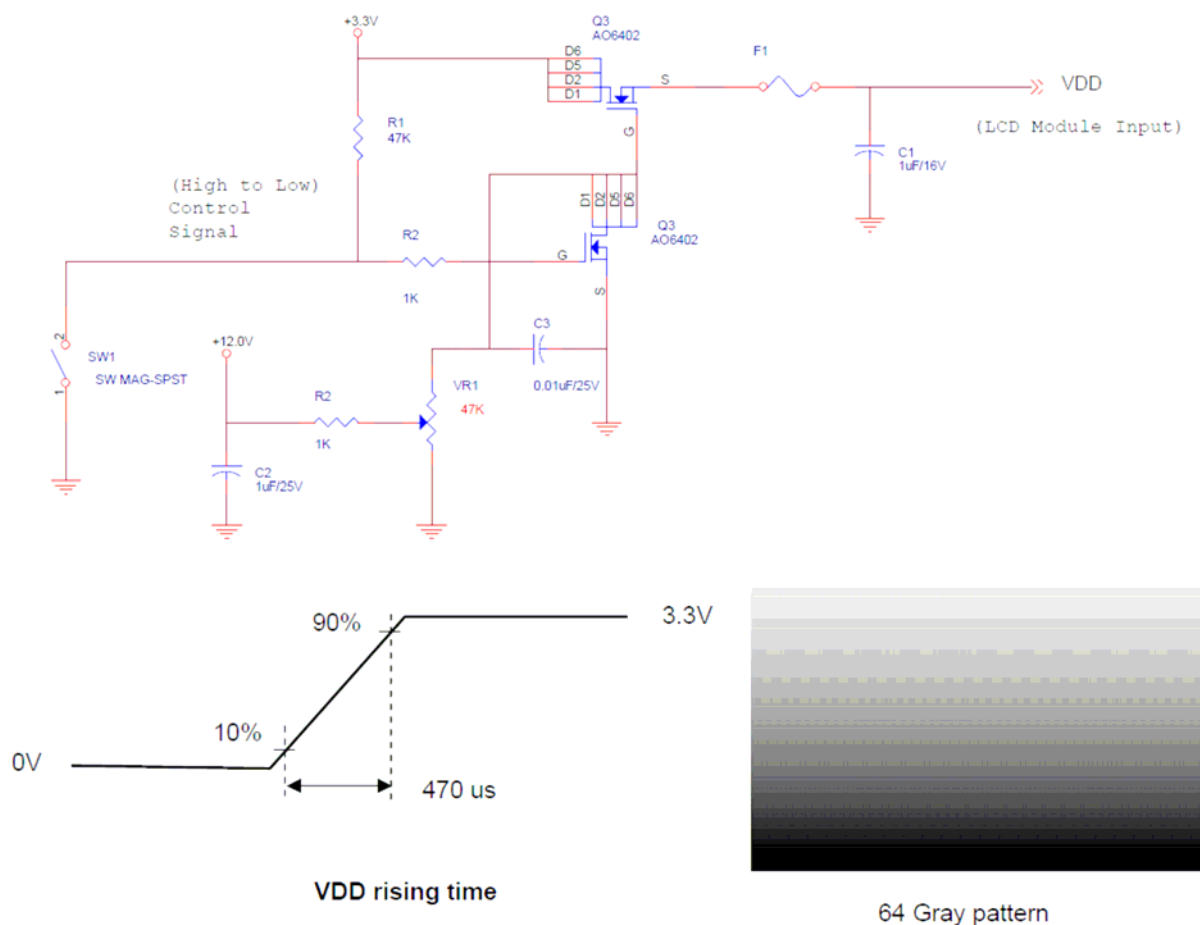 +3.3V
Q3
AO6402
D6
D5
D2
D1
S
G
F1
VDD
(LCD Module Input)
R1
47K
C1
1uF/16V
(High to Low)
Control
Signal
D1
D2
D5
D6
Q3
AO6402
R2
1K
G
S
2
1
SW1
SW MAG-SPST
+12.0V
C3
0.01uF/25V
R2
1K
VR1
47K
C2
1uF/25V
90%
3.3V
10%
0V
470 us
VDD rising time
64 Gray pattern